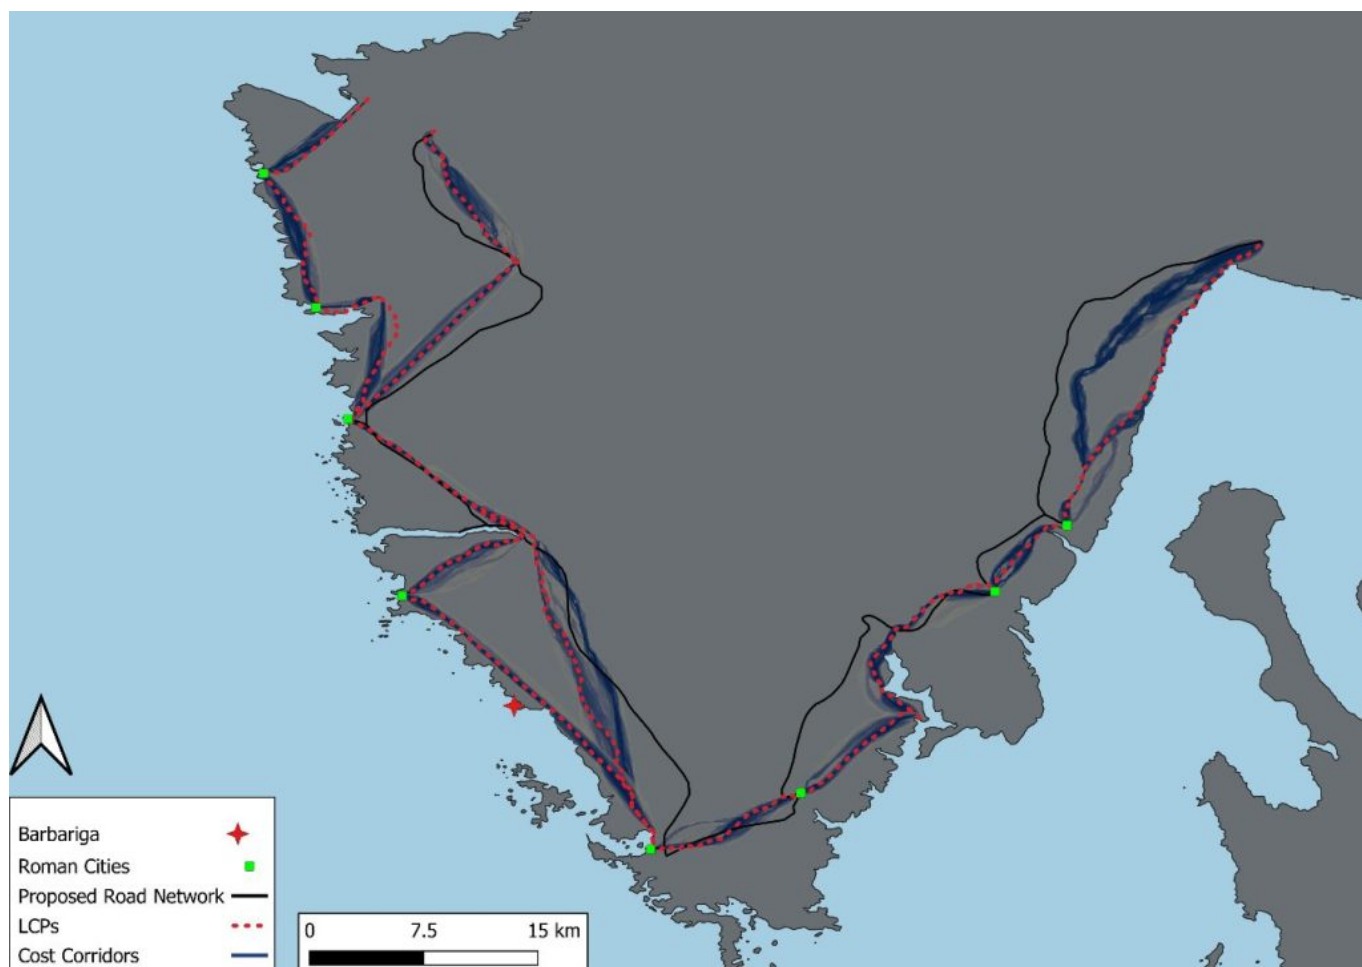 Barbariga
Roman Cities
Proposed Road Network
LCPs
Cost Corridors
0 7.5 15 km